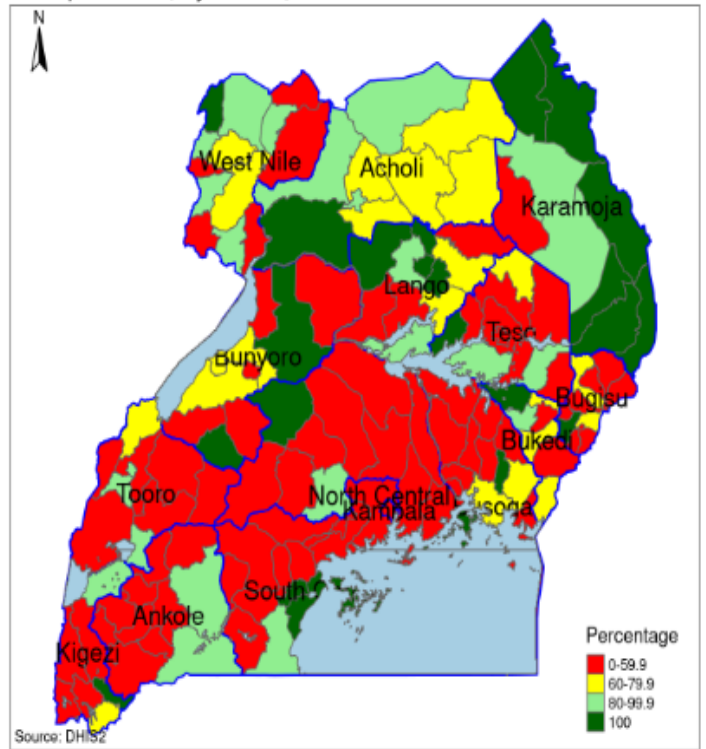 N
West Nile
Acholi
Karamoja
Lango
Teso
Bunyoro
Bugisu
Bukedi
Tooro
North Central
Kampala
Ankole
South
Kigezi
Percentage
0-59.9
60-79.9
80-99.9
100
Source: DHIS2